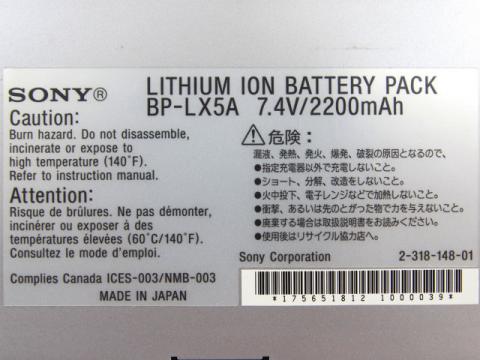 SONY® LITHIUM ION BATTERY PACK
BP-LX5A 7.4V/2200mAh
Caution:
Burn hazard. Do not disassemble,
incinerate or expose to
high temperature (140°F).
Refer to instruction manual.
Attention:
Risque de brûlures. Ne pas démonter,
incinérer ou exposer à des
températures élevées (60°C/140°F).
Consultez le mode d'emploi.
Complies Canada ICES-003/NMB-003
MADE IN JAPAN
⚠危険：
漏液、発熱、発火、爆発、破裂の原因となるので、
●指定充電器以外で充電しないこと。
●ショート、分解、改造をしないこと。
●火中投下、電子レンジなどで加熱しないこと。
●衝撃、あるいは先のとがった物で力を与えないこと。
●廃棄する場合は取扱説明書をお読みください。
●使用後はリサイクル協力店へ。
Sony Corporation 2-318-148-01
*175651812 1000039*